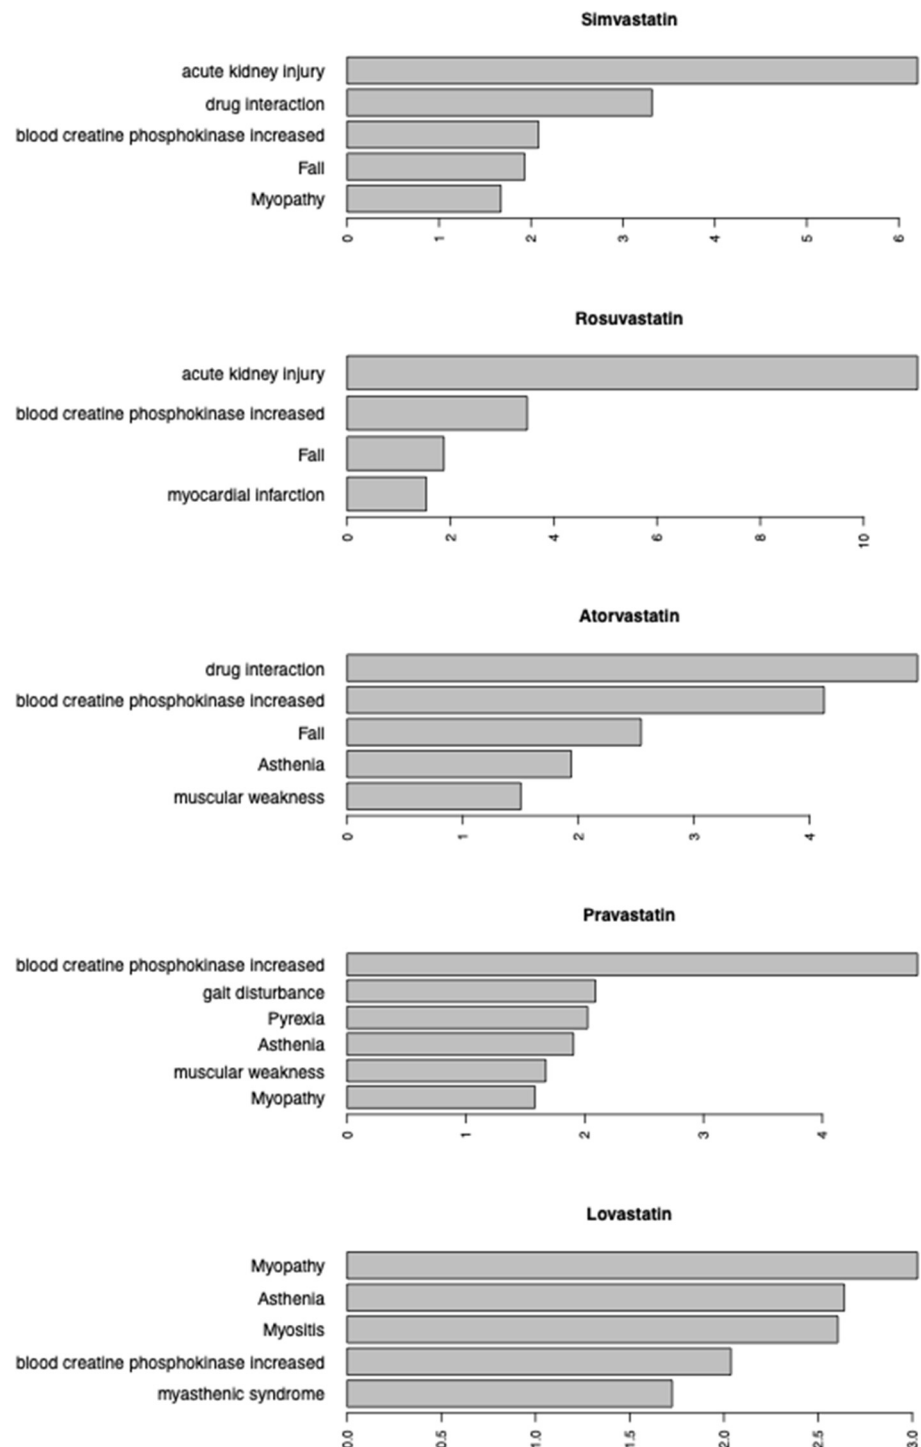 Simvastatin
acute kidney injury
drug interaction
blood creatine phosphokinase increased
Fall
Myopathy
0 1 2 3 4 5 6
Rosuvastatin
acute kidney injury
blood creatine phosphokinase increased
Fall
myocardial infarction
0 2 4 6 8 10
Atorvastatin
drug interaction
blood creatine phosphokinase increased
Fall
Asthenia
muscular weakness
0 1 2 3 4
Pravastatin
blood creatine phosphokinase increased
gait disturbance
Pyrexia
Asthenia
muscular weakness
Myopathy
0 1 2 3 4
Lovastatin
Myopathy
Asthenia
Myositis
blood creatine phosphokinase increased
myasthenic syndrome
0.0 0.5 1.0 1.5 2.0 2.5 3.0